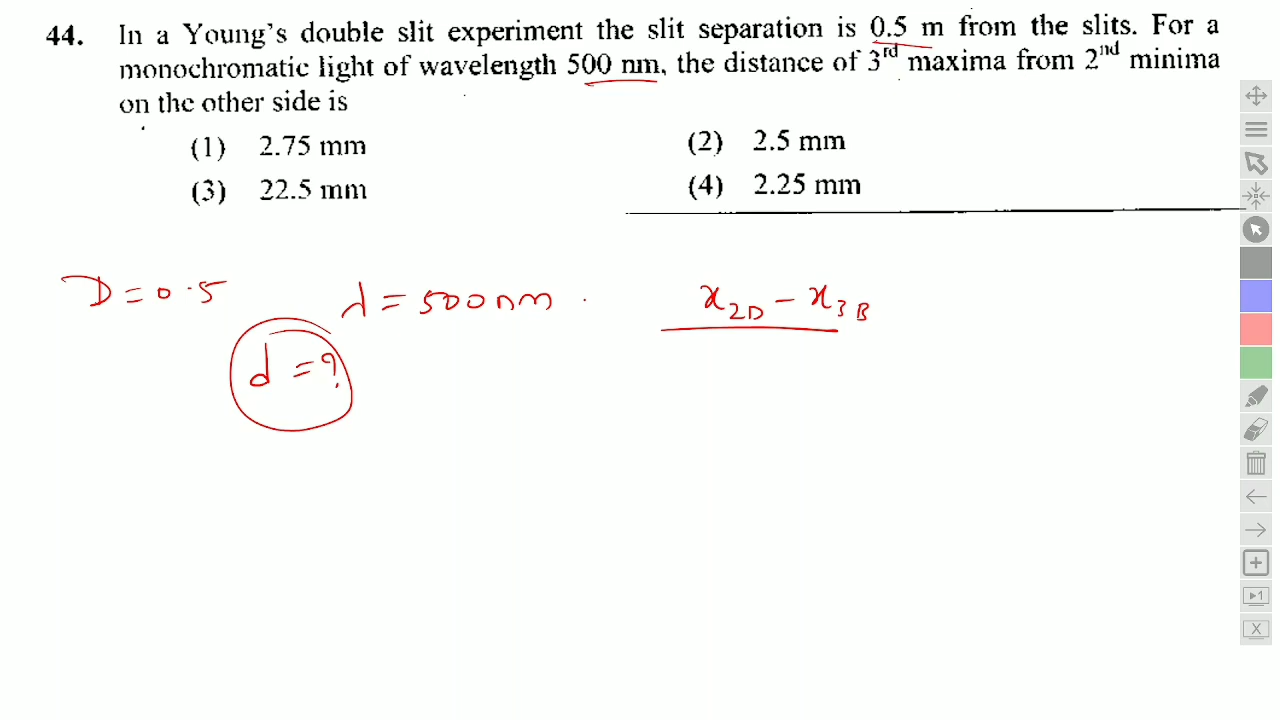 44. In a Young's double slit experiment the slit separation is 0.5 m from the slits. For a
monochromatic light of wavelength 500 nm, the distance of 3rd maxima from 2nd minima
on the other side is
(1) 2.75 mm (2) 2.5 mm
(3) 22.5 mm (4) 2.25 mm
D = 0.5 λ = 500nm x2D - x3B
d = ?